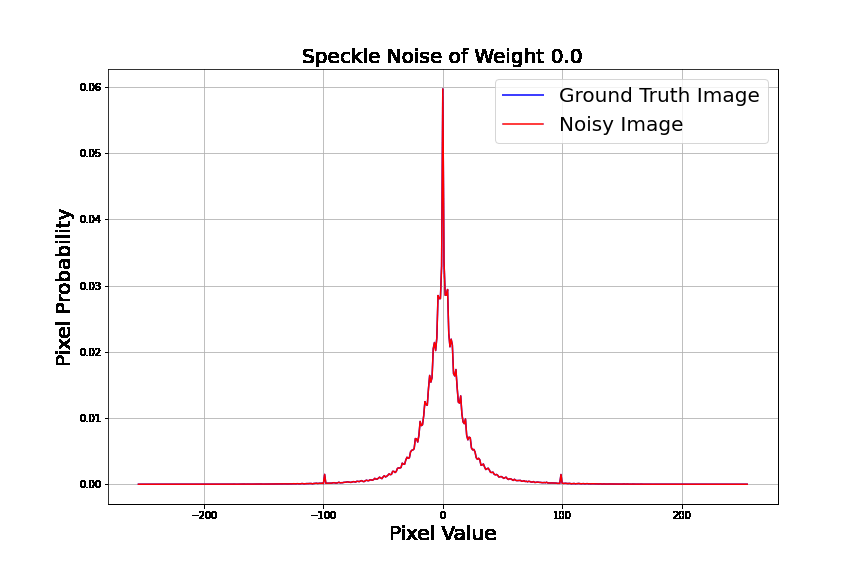 Speckle Noise of Weight 0.0
Ground Truth Image
Noisy Image
0.06
0.05
0.04
0.03
0.02
0.01
0.00
Pixel Probability
−200
−100
0
100
200
Pixel Value